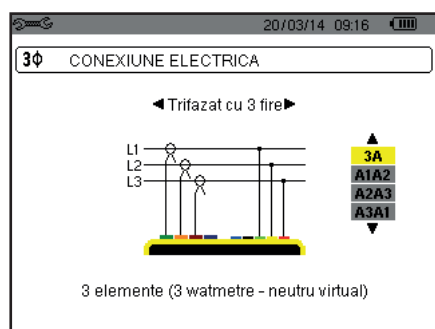 20/03/14 09:16
3Φ CONEXIUNE ELECTRICA
◄Trifazat cu 3 fire►
L1
L2
L3
3A
A1A2
A2A3
A3A1
3 elemente (3 watmetre - neutru virtual)